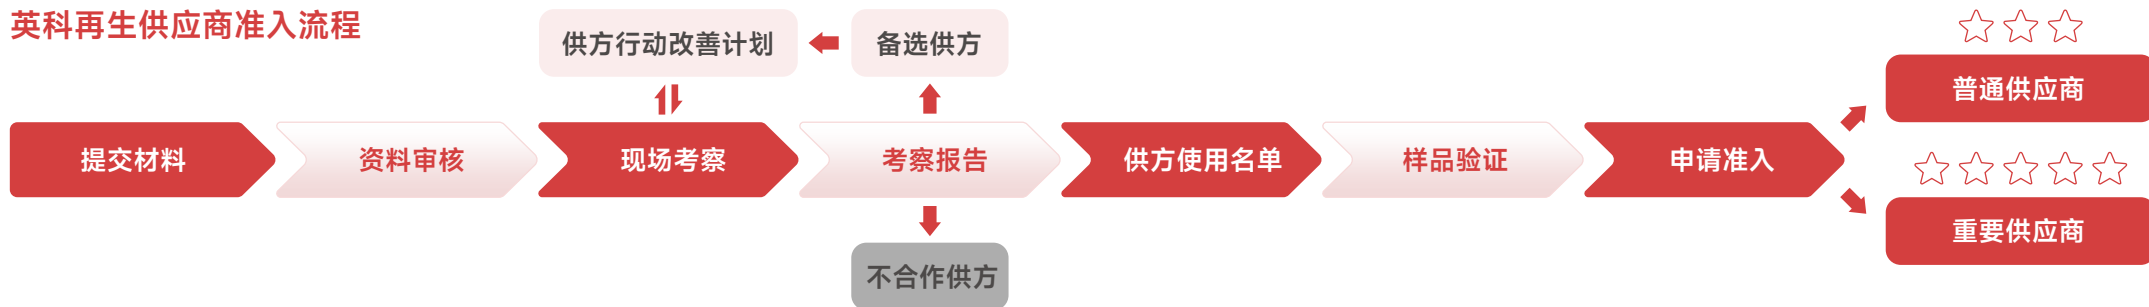 英科再生供应商准入流程
供方行动改善计划
备选供方
普通供应商
提交材料
资料审核
现场考察
考察报告
供方使用名单
样品验证
申请准入
重要供应商
不合作供方